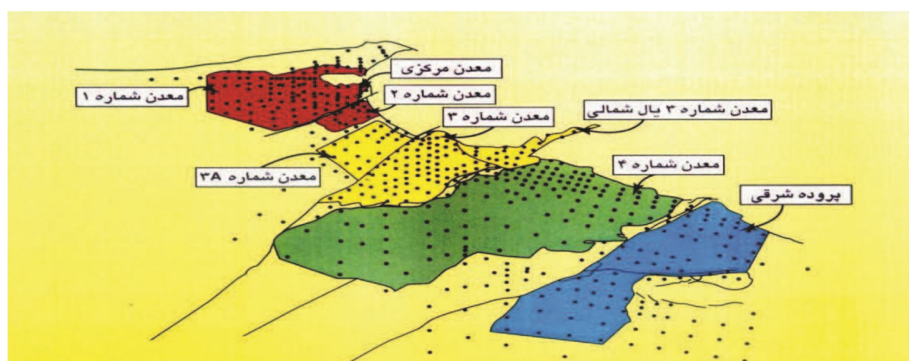 معدن مرکزی
معدن شماره ۱
معدن شماره ۲
معدن شماره ۳
معدن شماره ۳ یال شمالی
معدن شماره ۳A
معدن شماره ۴
پروده شرقی